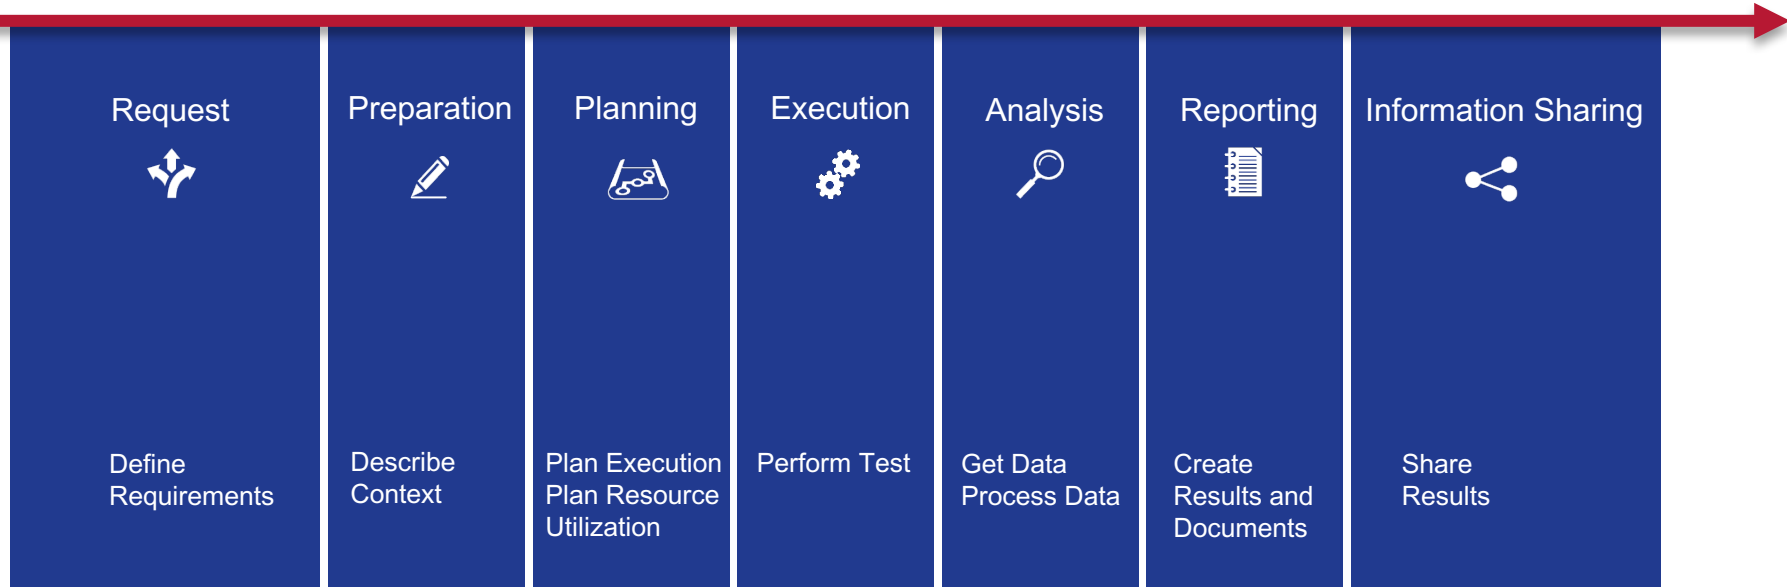 Request
Preparation
Planning
Execution
Analysis
Reporting
Information Sharing
Define
Requirements
Describe
Context
Plan Execution
Plan Resource
Utilization
Perform Test
Get Data
Process Data
Create
Results and
Documents
Share
Results